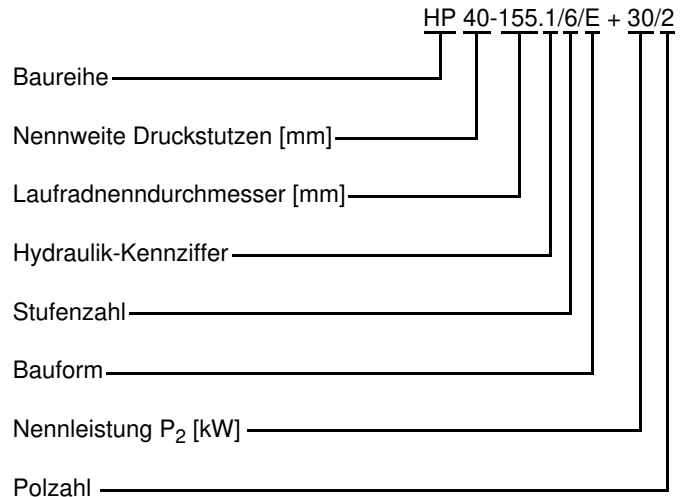 HP 40-155.1/6/E + 30/2
Baureihe
Nennweite Druckstutzen [mm]
Laufradnenndurchmesser [mm]
Hydraulik-Kennziffer
Stufenzahl
Bauform
Nennleistung P₂ [kW]
Polzahl